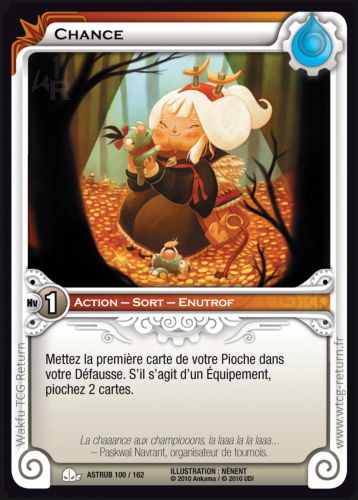 CHANCE
Nv 1
ACTION – SORT – ENUTROF
Mettez la première carte de votre Pioche dans
votre Défausse. S'il s'agit d'un Équipement,
piochez 2 cartes.
La chaaance aux champiooons, la laaa la la laaa...
– Paskwal Navrant, organisateur de tournois.
Wakfu TCG Return
www.wtcg-return.fr
ASTRUB 100 / 162
ILLUSTRATION : NÉNENT
© 2010 Ankama / © 2010 UDI